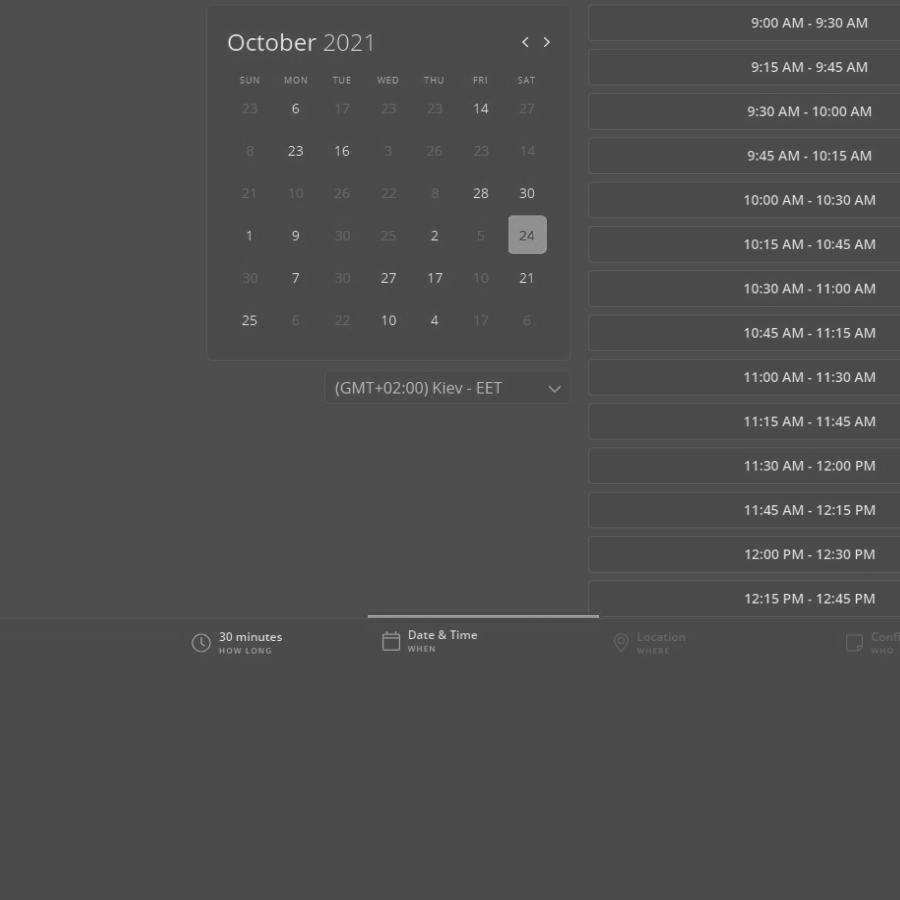 October 2021
SUN MON TUE WED THU FRI SAT
23 6 17 23 23 14 27
8 23 16 3 26 23 14
21 10 26 22 8 28 30
1 9 30 25 2 5 24
30 7 30 27 17 10 21
25 6 22 10 4 17 6
(GMT+02:00) Kiev - EET
9:00 AM - 9:30 AM
9:15 AM - 9:45 AM
9:30 AM - 10:00 AM
9:45 AM - 10:15 AM
10:00 AM - 10:30 AM
10:15 AM - 10:45 AM
10:30 AM - 11:00 AM
10:45 AM - 11:15 AM
11:00 AM - 11:30 AM
11:15 AM - 11:45 AM
11:30 AM - 12:00 PM
11:45 AM - 12:15 PM
12:00 PM - 12:30 PM
12:15 PM - 12:45 PM
30 minutes
HOW LONG
Date & Time
WHEN
Location
WHERE
Confi
WHO